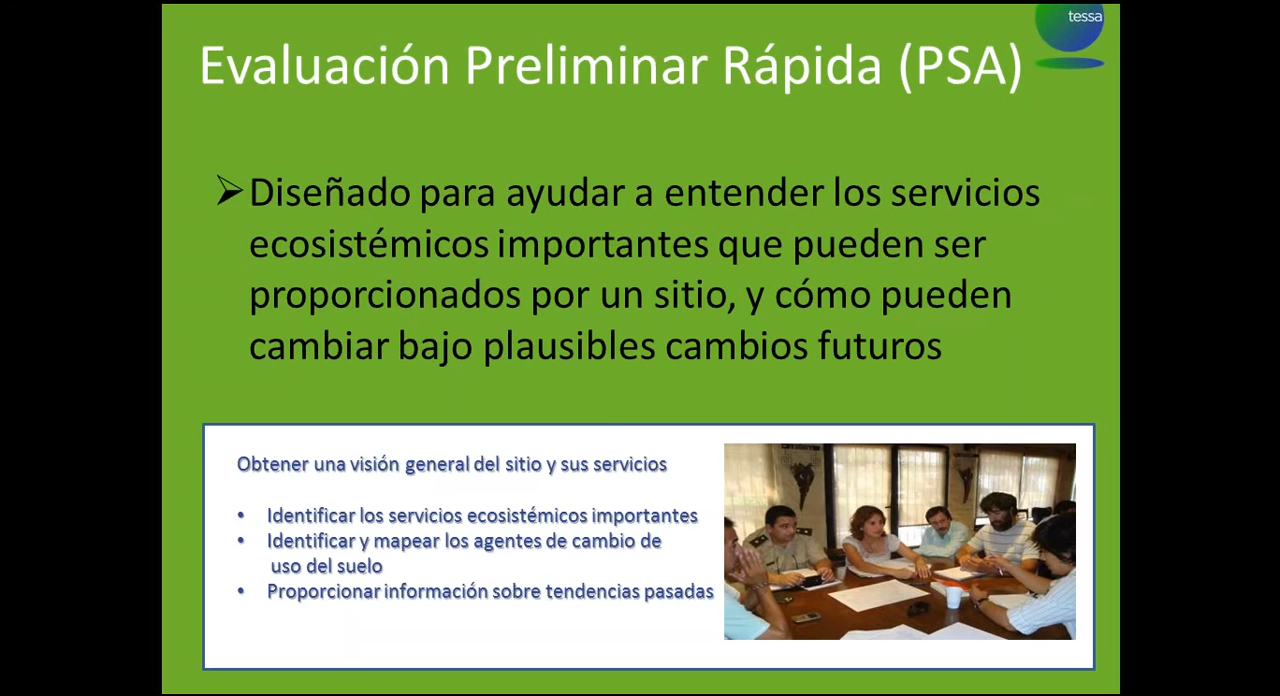 tessa
Evaluación Preliminar Rápida (PSA)
➢Diseñado para ayudar a entender los servicios
ecosistémicos importantes que pueden ser
proporcionados por un sitio, y cómo pueden
cambiar bajo plausibles cambios futuros
Obtener una visión general del sitio y sus servicios
• Identificar los servicios ecosistémicos importantes
• Identificar y mapear los agentes de cambio de
uso del suelo
• Proporcionar información sobre tendencias pasadas